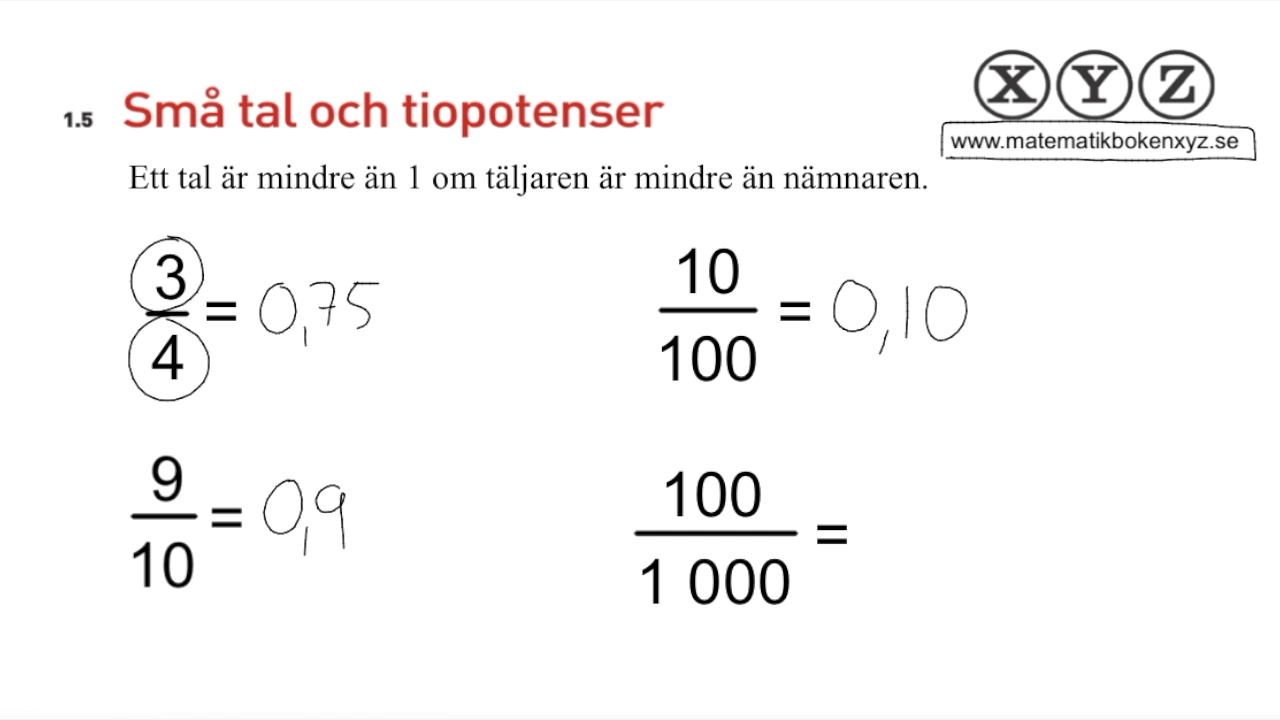 X Y Z
www.matematikbokenxyz.se
1.5 Små tal och tiopotenser
Ett tal är mindre än 1 om täljaren är mindre än nämnaren.
3/4 = 0,75
10/100 = 0,10
9/10 = 0,9
100/1 000 =